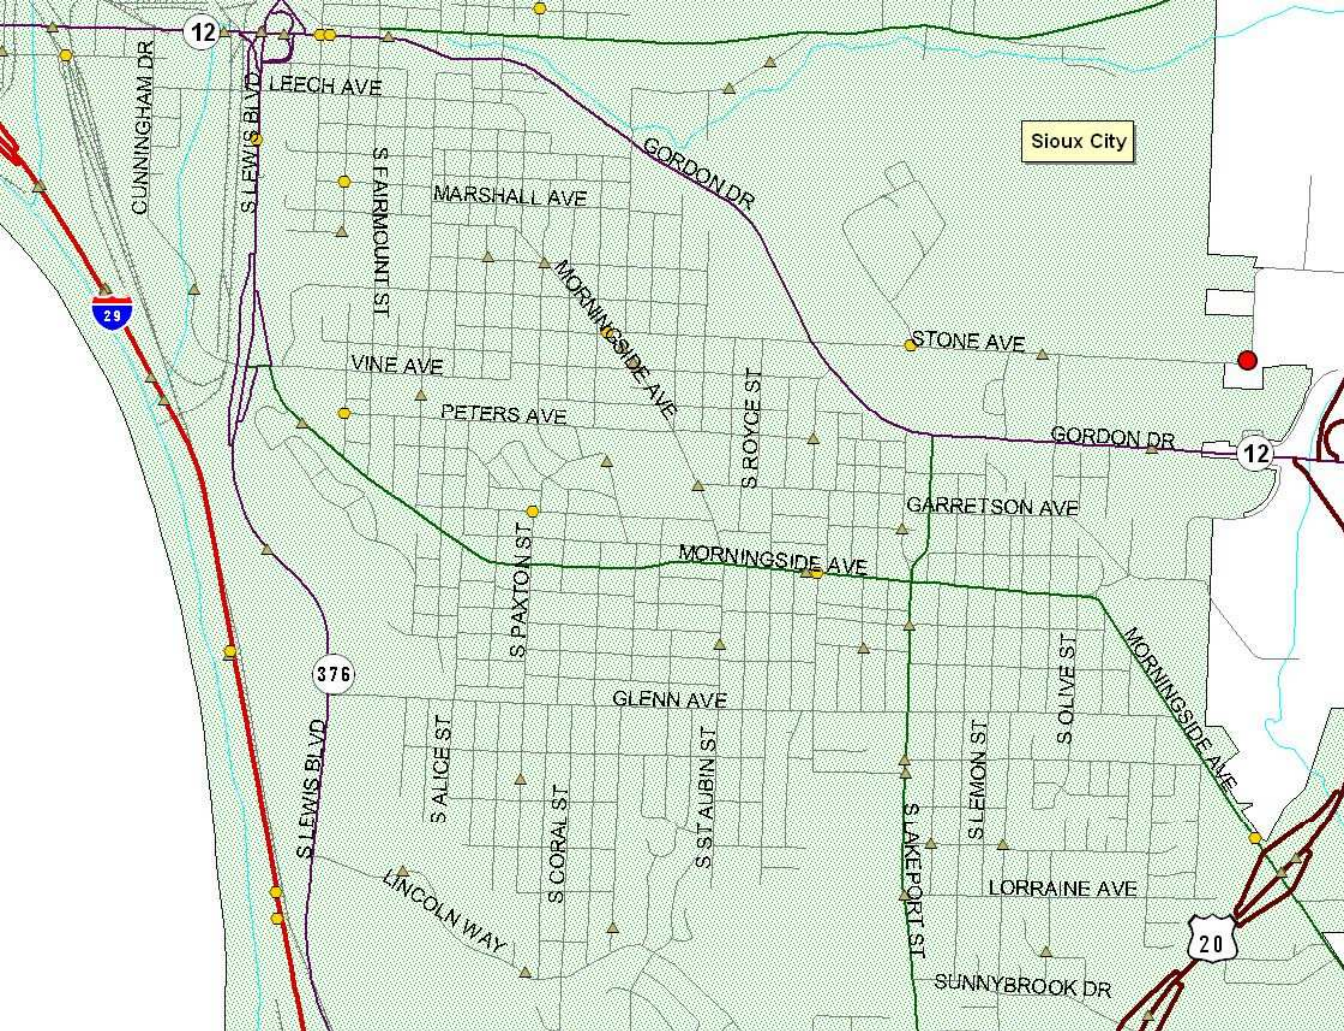 12
CUNNINGHAM DR
S LEWIS BLVD
LEECH AVE
Sioux City
GORDON DR
S FAIRMOUNT ST
MARSHALL AVE
MORNINGSIDE AVE
29
STONE AVE
VINE AVE
PETERS AVE
S ROYCE ST
GORDON DR
12
GARRETSON AVE
S PAXTON ST
MORNINGSIDE AVE
376
S OLIVE ST
MORNINGSIDE AVE
GLENN AVE
S LEWIS BLVD
S ALICE ST
S CORAL ST
S ST AUBIN ST
S LEMON ST
S LAKEPORT ST
LINCOLN WAY
LORRAINE AVE
20
SUNNYBROOK DR